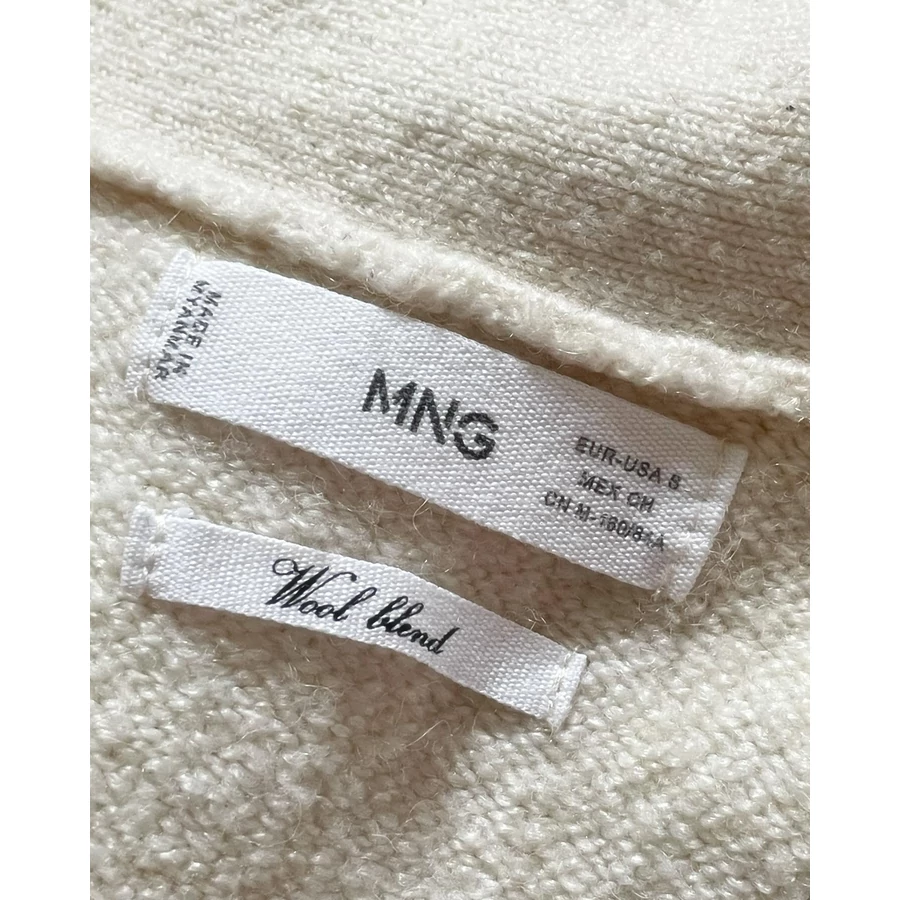 MADE IN
MYANMAR
MNG
EUR-USA S
MEX CH
CN M-160/84A
Wool blend